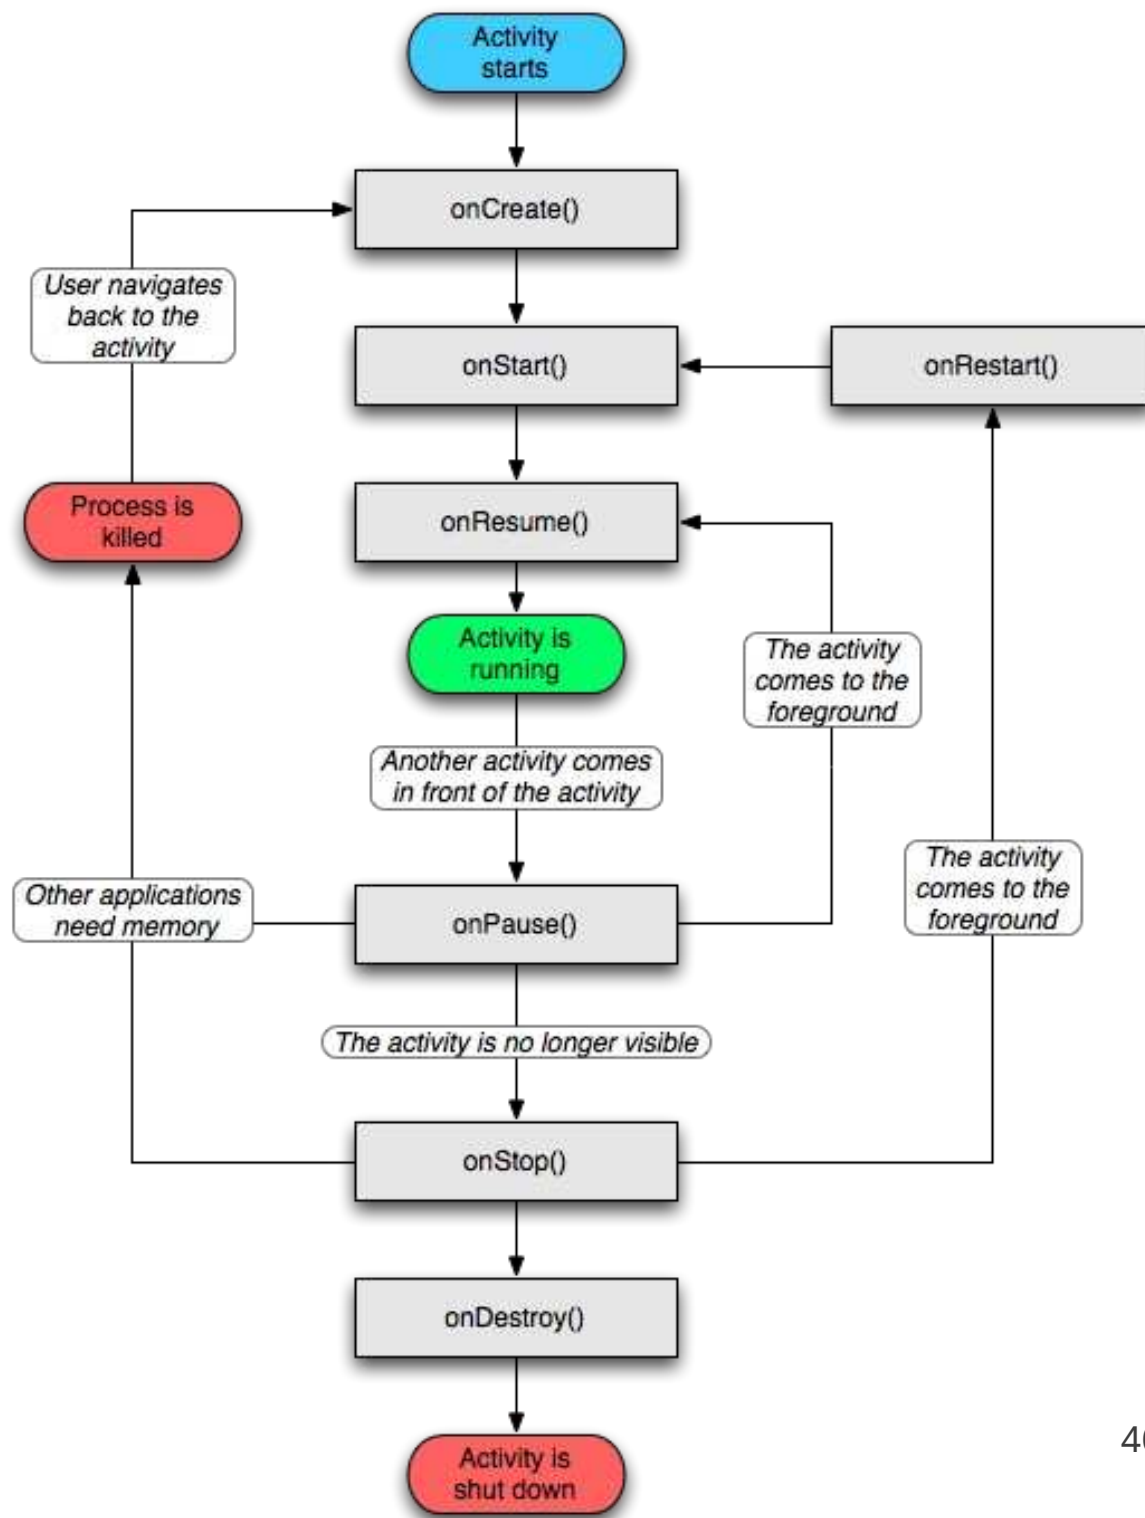 Activity
starts
onCreate()
User navigates
back to the
activity
onStart()
onRestart()
Process is
killed
onResume()
Activity is
running
The activity
comes to the
foreground
Another activity comes
in front of the activity
The activity
comes to the
foreground
Other applications
need memory
onPause()
The activity is no longer visible
onStop()
onDestroy()
Activity is
shut down